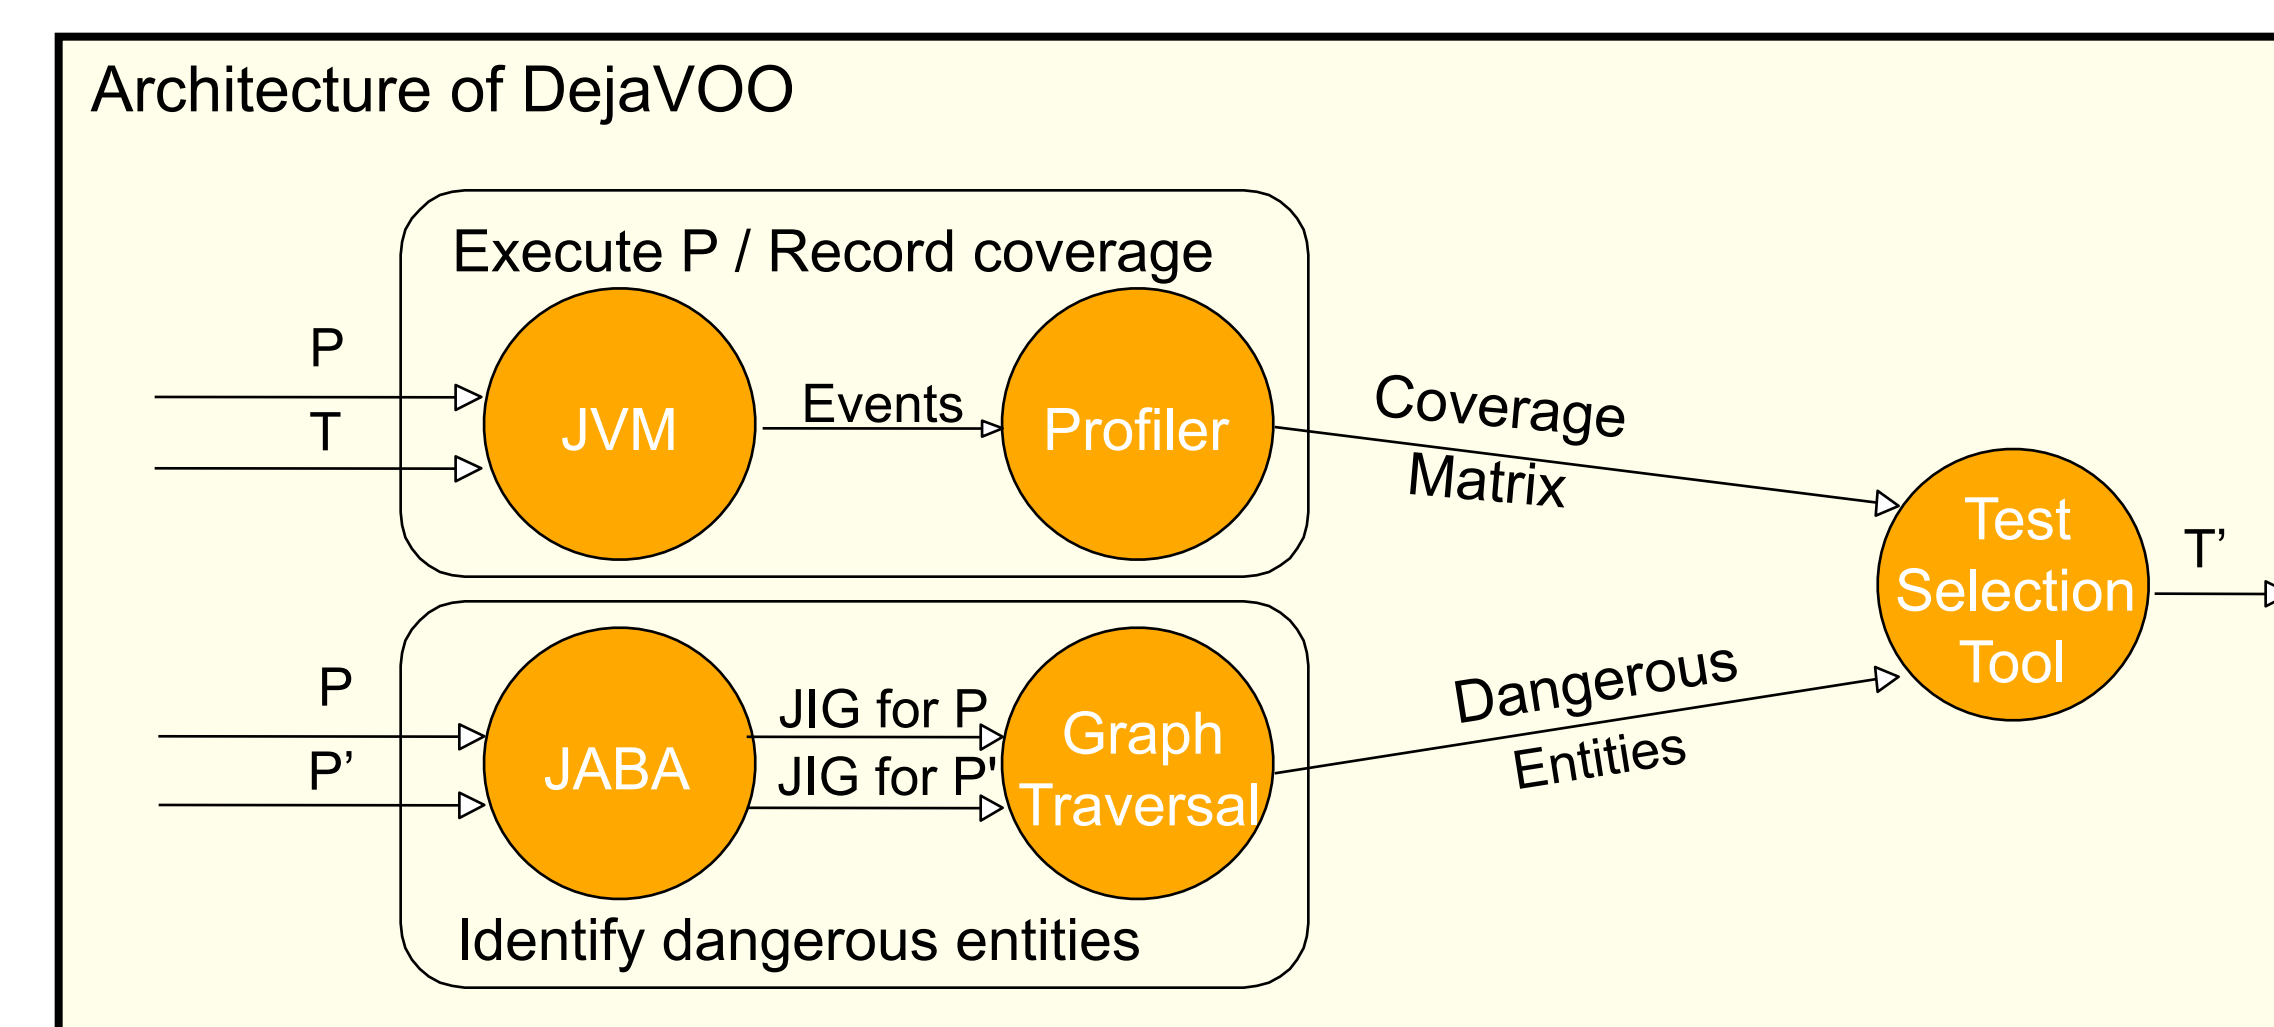 Architecture of DejaVOO
Execute P / Record coverage
P
T
JVM
Events
Profiler
Coverage
Matrix
Test
Selection
Tool
T’
P
P’
JABA
JIG for P
JIG for P'
Graph
Traversal
Dangerous
Entities
Identify dangerous entities